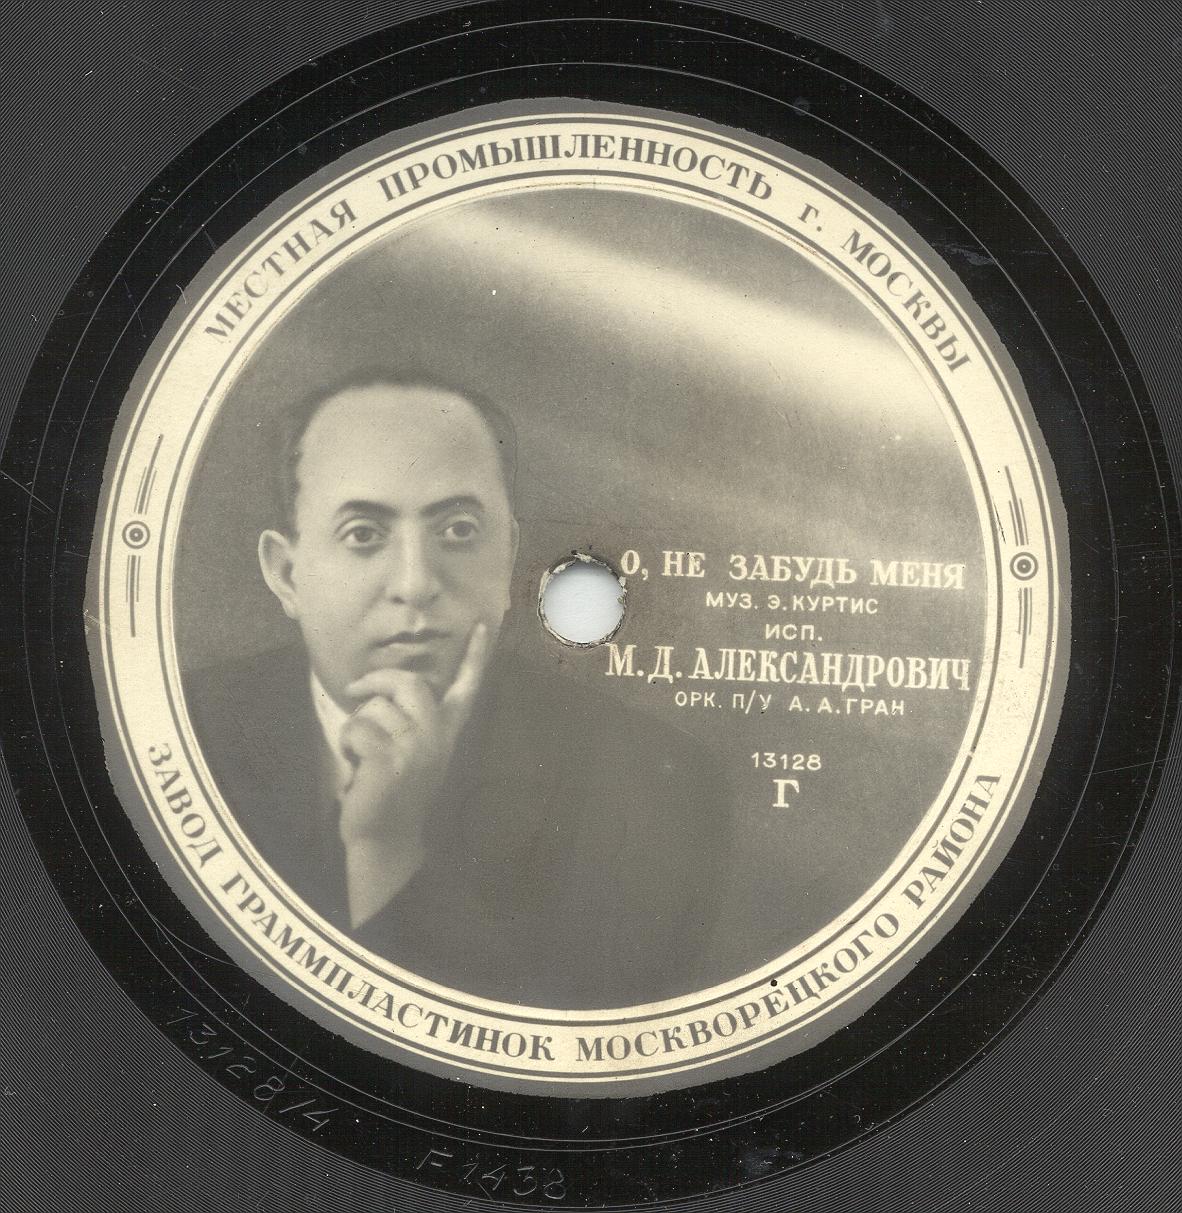 МЕСТНАЯ ПРОМЫШЛЕННОСТЬ г. МОСКВЫ
О, НЕ ЗАБУДЬ МЕНЯ
МУЗ. Э. КУРТИС
ИСП.
М. Д. АЛЕКСАНДРОВИЧ
ОРК. П/У А. А. ГРАН
13128
Г
ЗАВОД ГРАММПЛАСТИНОК МОСКВОРЕЦКОГО РАЙОНА
13128/4
F1438